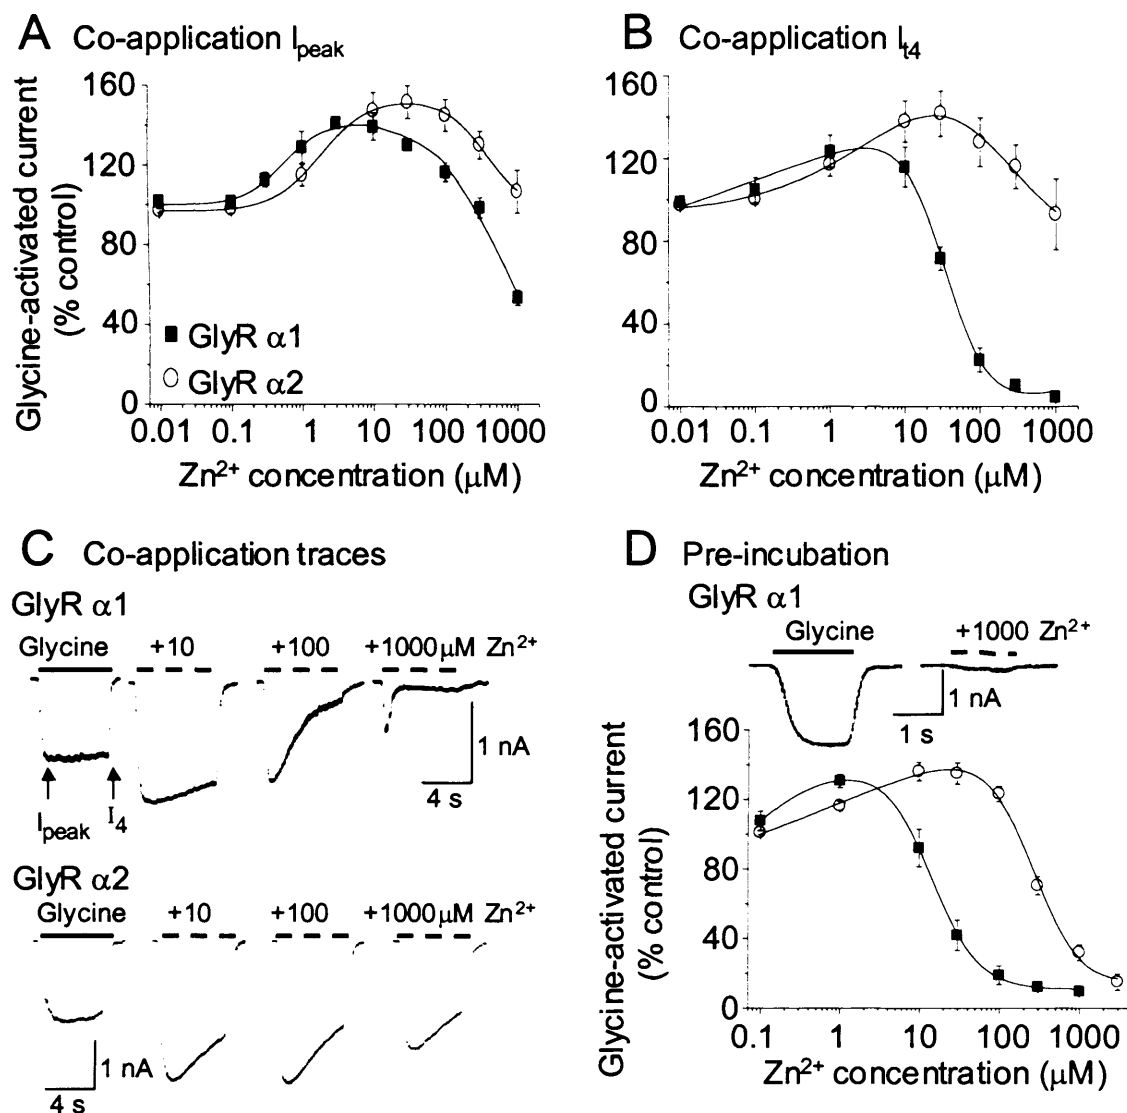 A Co-application Ipeak
B Co-application It4
Glycine-activated current
(% control)
160
120
80
40
0
GlyR α1
GlyR α2
0.01 0.1 1 10 100 1000
Zn2+ concentration (μM)
160
120
80
40
0
0.01 0.1 1 10 100 1000
Zn2+ concentration (μM)
C Co-application traces
GlyR α1
Glycine +10 +100 +1000 μM Zn2+
Ipeak I4
1 nA
4 s
GlyR α2
Glycine +10 +100 +1000 μM Zn2+
1 nA
4 s
D Pre-incubation
GlyR α1
Glycine +1000 Zn2+
1 nA
1 s
Glycine-activated current
(% control)
160
120
80
40
0
0.1 1 10 100 1000
Zn2+ concentration (μM)